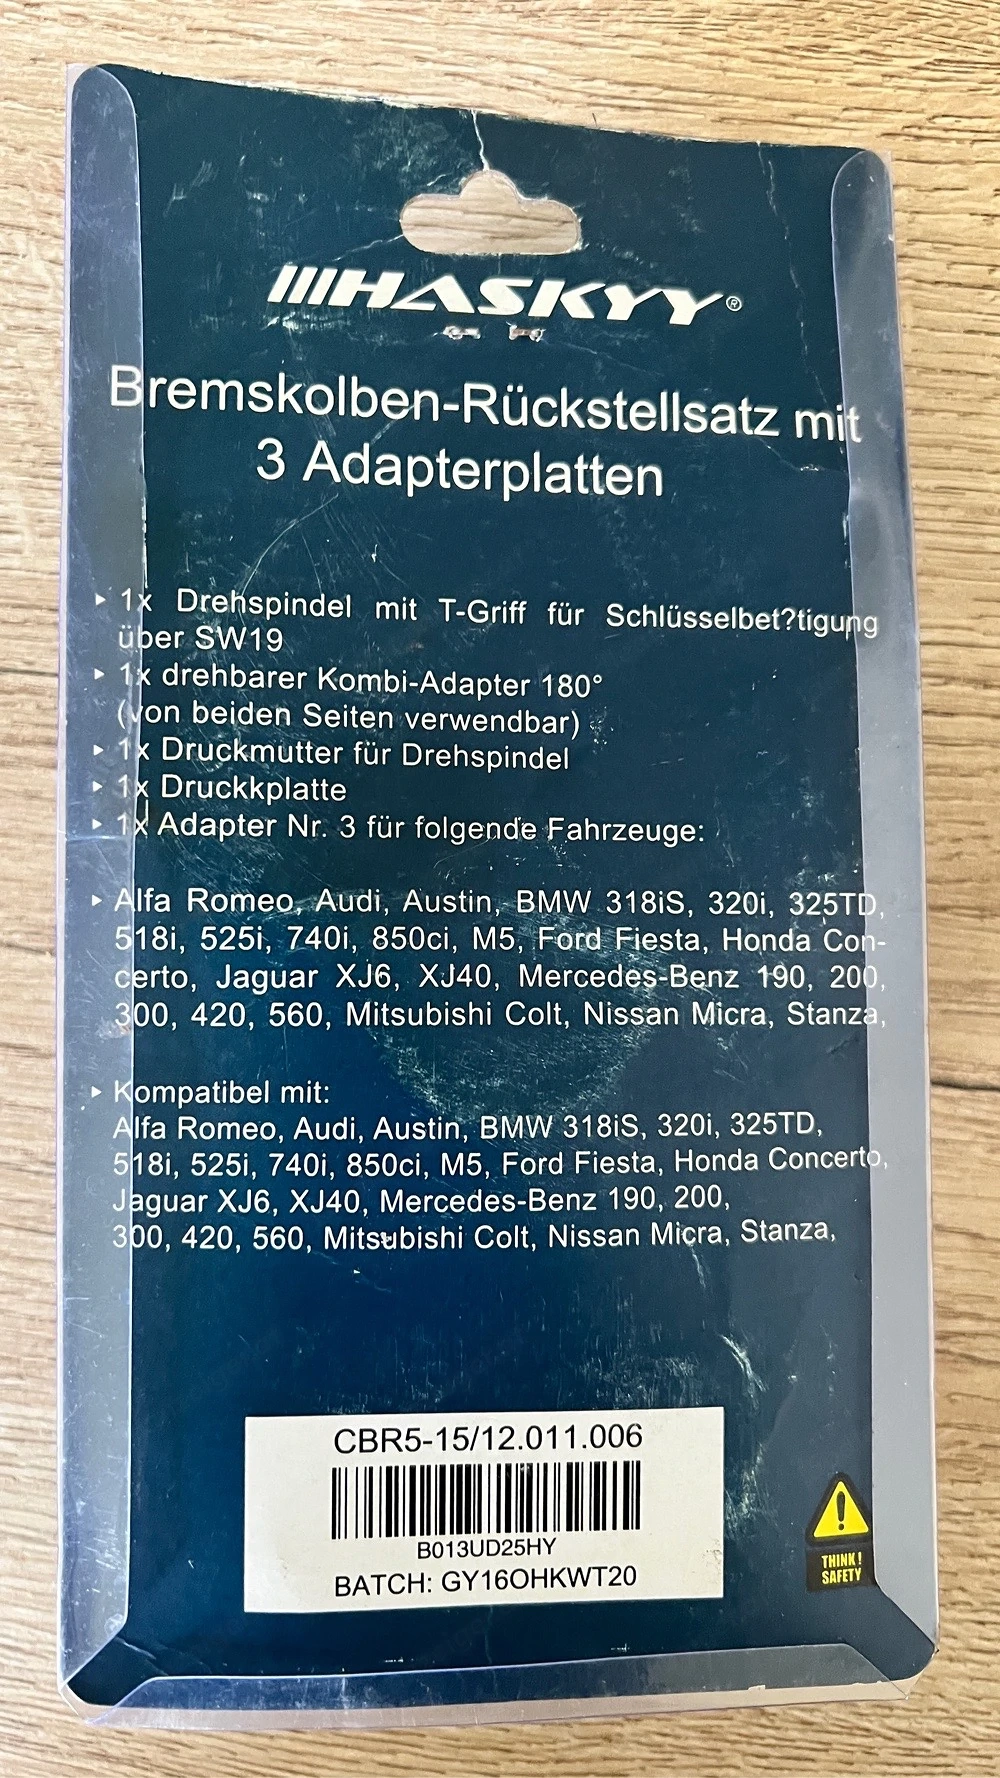 HASKYY®
Bremskolben-Rückstellsatz mit
3 Adapterplatten
‣ 1x Drehspindel mit T-Griff für Schlüsselbet?tigung
über SW19
‣ 1x drehbarer Kombi-Adapter 180°
(von beiden Seiten verwendbar)
‣ 1x Druckmutter für Drehspindel
‣ 1x Druckkplatte
‣ 1x Adapter Nr. 3 für folgende Fahrzeuge:
‣ Alfa Romeo, Audi, Austin, BMW 318iS, 320i, 325TD,
518i, 525i, 740i, 850ci, M5, Ford Fiesta, Honda Con-
certo, Jaguar XJ6, XJ40, Mercedes-Benz 190, 200,
300, 420, 560, Mitsubishi Colt, Nissan Micra, Stanza,
‣ Kompatibel mit:
Alfa Romeo, Audi, Austin, BMW 318iS, 320i, 325TD,
518i, 525i, 740i, 850ci, M5, Ford Fiesta, Honda Concerto,
Jaguar XJ6, XJ40, Mercedes-Benz 190, 200,
300, 420, 560, Mitsubishi Colt, Nissan Micra, Stanza,
CBR5-15/12.011.006
B013UD25HY
BATCH: GY16OHKWT20
THINK!
SAFETY